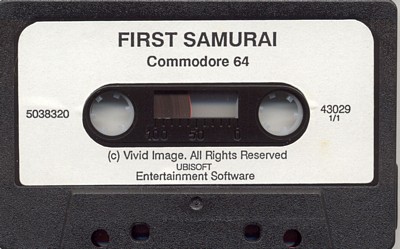 FIRST SAMURAI
Commodore 64
5038320
43029
1/1
100 50 0
(c) Vivid Image. All Rights Reserved
UBISOFT
Entertainment Software